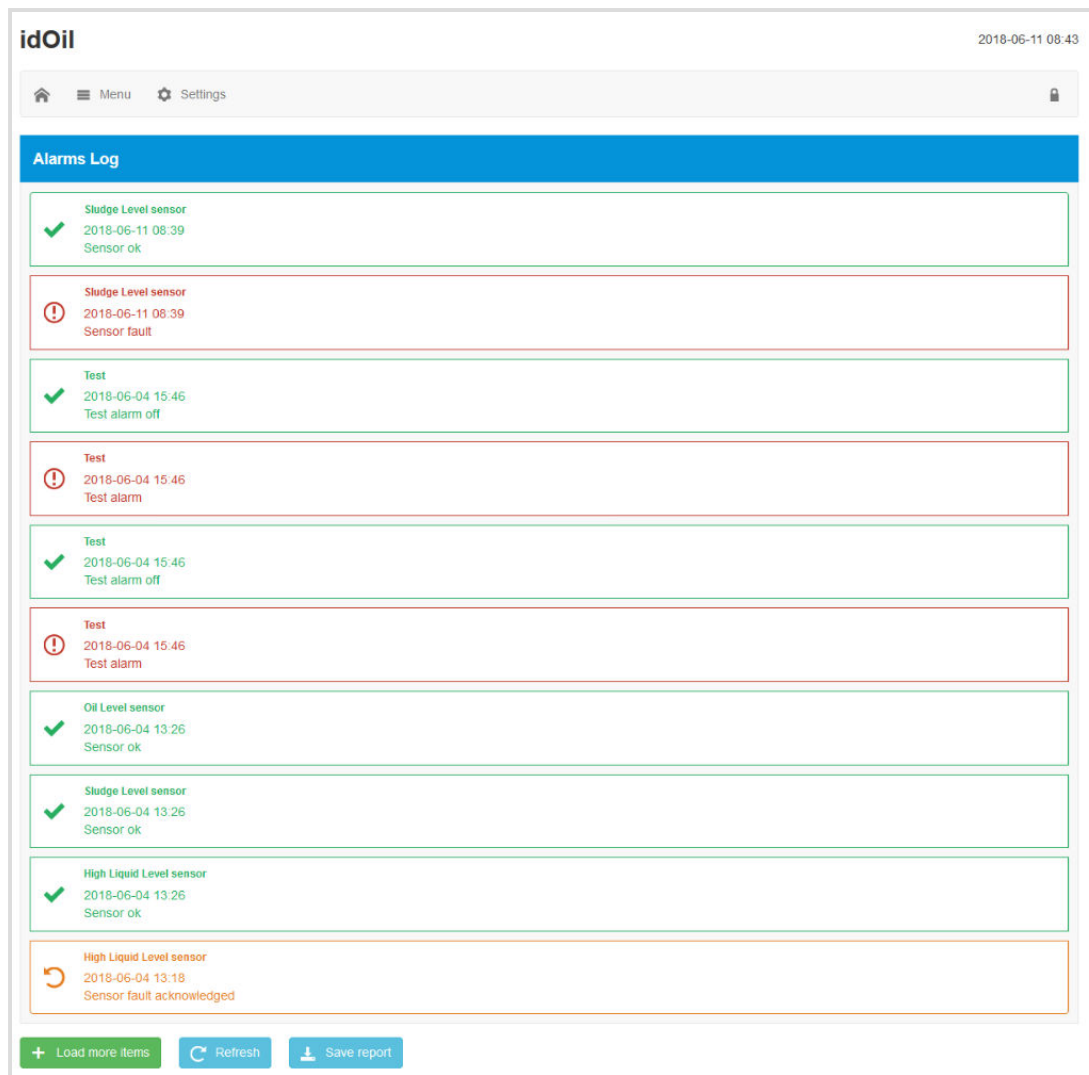 idOil
2018-06-11 08:43
Menu Settings
Alarms Log
Sludge Level sensor
2018-06-11 08:39
Sensor ok
Sludge Level sensor
2018-06-11 08:39
Sensor fault
Test
2018-06-04 15:46
Test alarm off
Test
2018-06-04 15:46
Test alarm
Test
2018-06-04 15:46
Test alarm off
Test
2018-06-04 15:46
Test alarm
Oil Level sensor
2018-06-04 13:26
Sensor ok
Sludge Level sensor
2018-06-04 13:26
Sensor ok
High Liquid Level sensor
2018-06-04 13:26
Sensor ok
High Liquid Level sensor
2018-06-04 13:18
Sensor fault acknowledged
Load more items Refresh Save report